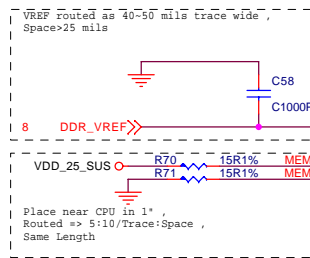 VREF routed as 40~50 mils trace wide ,
Space>25 mils
C58
C1000P
8 DDR_VREF
VDD_25_SUS R70 15R1% MEM
R71 15R1% MEM
Place near CPU in 1" ,
Routed => 5:10/Trace:Space ,
Same Length